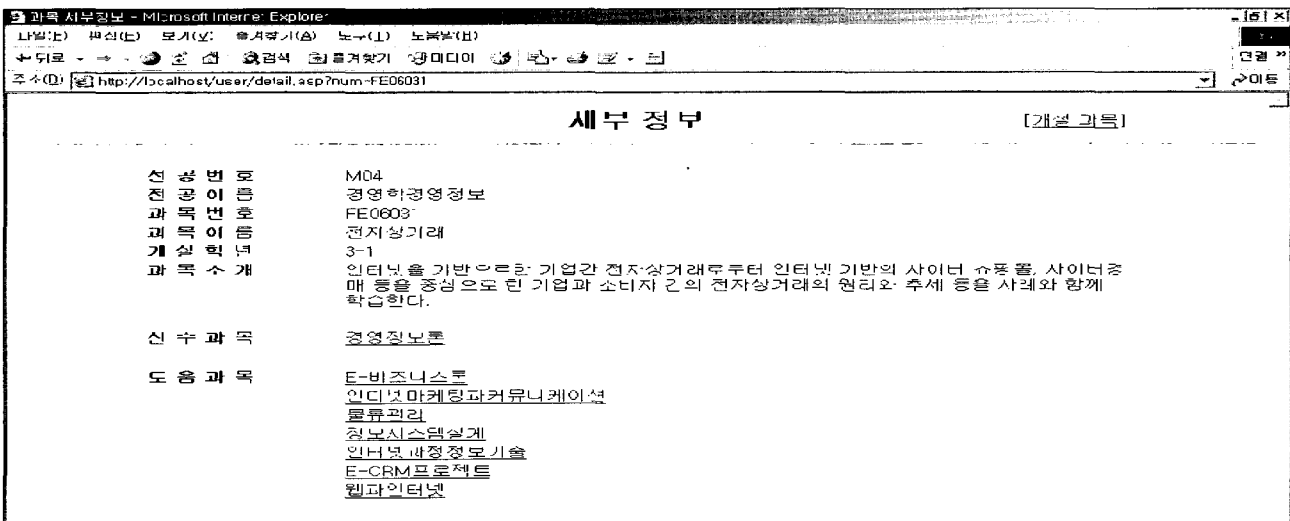 과목 세부정보 - Microsoft Internet Explorer
파일(F) 편집(E) 보기(V) 즐겨찾기(A) 도구(T) 도움말(H)
뒤로 검색 즐겨찾기 미디어 연결 »
주소(D) http://localhost/user/detail.asp?num=FE06031 이동
세부 정보 [개설 과목]
전 공 번 호 M04
전 공 이 름 경영학경영정보
과 목 번 호 FE06031
과 목 이 름 전자상거래
개 설 학 년 3-1
과 목 소 개 인터넷을 기반으로한 기업간 전자상거래로부터 인터넷 기반의 사이버 쇼핑몰, 사이버경
매 등을 중심으로 한 기업과 소비자 간의 전자상거래의 원리와 추세 등을 사례와 함께
학습한다.
선 수 과 목 경영정보론
도 움 과 목 E-비즈니스론
인터넷마케팅과커뮤니케이션
물류관리
정보시스템설계
인터넷과정정보기술
E-CRM프로젝트
웹과인터넷